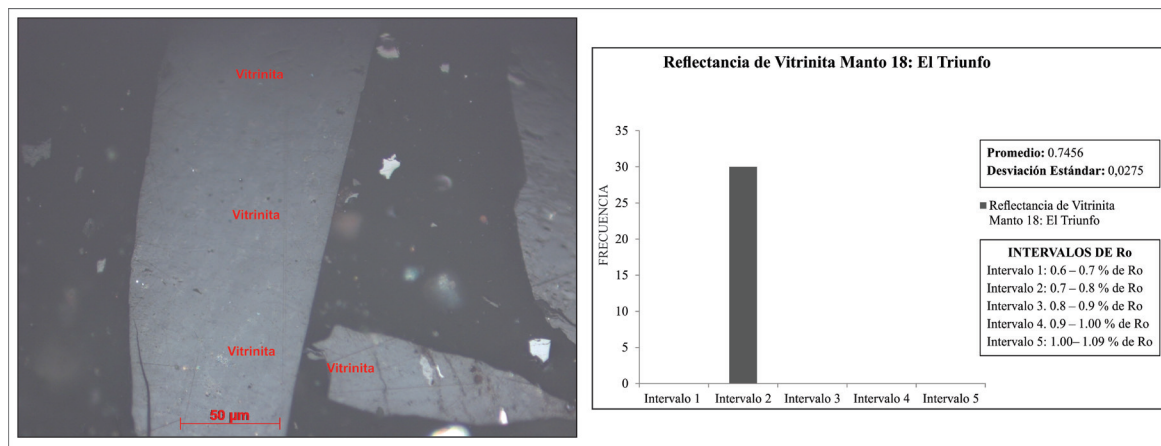 Vitrinita
Vitrinita
Vitrinita
Vitrinita
50 µm
Reflectancia de Vitrinita Manto 18: El Triunfo
FRECUENCIA
35
30
25
20
15
10
5
0
Intervalo 1
Intervalo 2
Intervalo 3
Intervalo 4
Intervalo 5
Promedio: 0.7456
Desviación Estándar: 0,0275
Reflectancia de Vitrinita
Manto 18: El Triunfo
INTERVALOS DE Ro
Intervalo 1: 0.6 – 0.7 % de Ro
Intervalo 2: 0.7 – 0.8 % de Ro
Intervalo 3. 0.8 – 0.9 % de Ro
Intervalo 4. 0.9 – 1.00 % de Ro
Intervalo 5: 1.00– 1.09 % de Ro